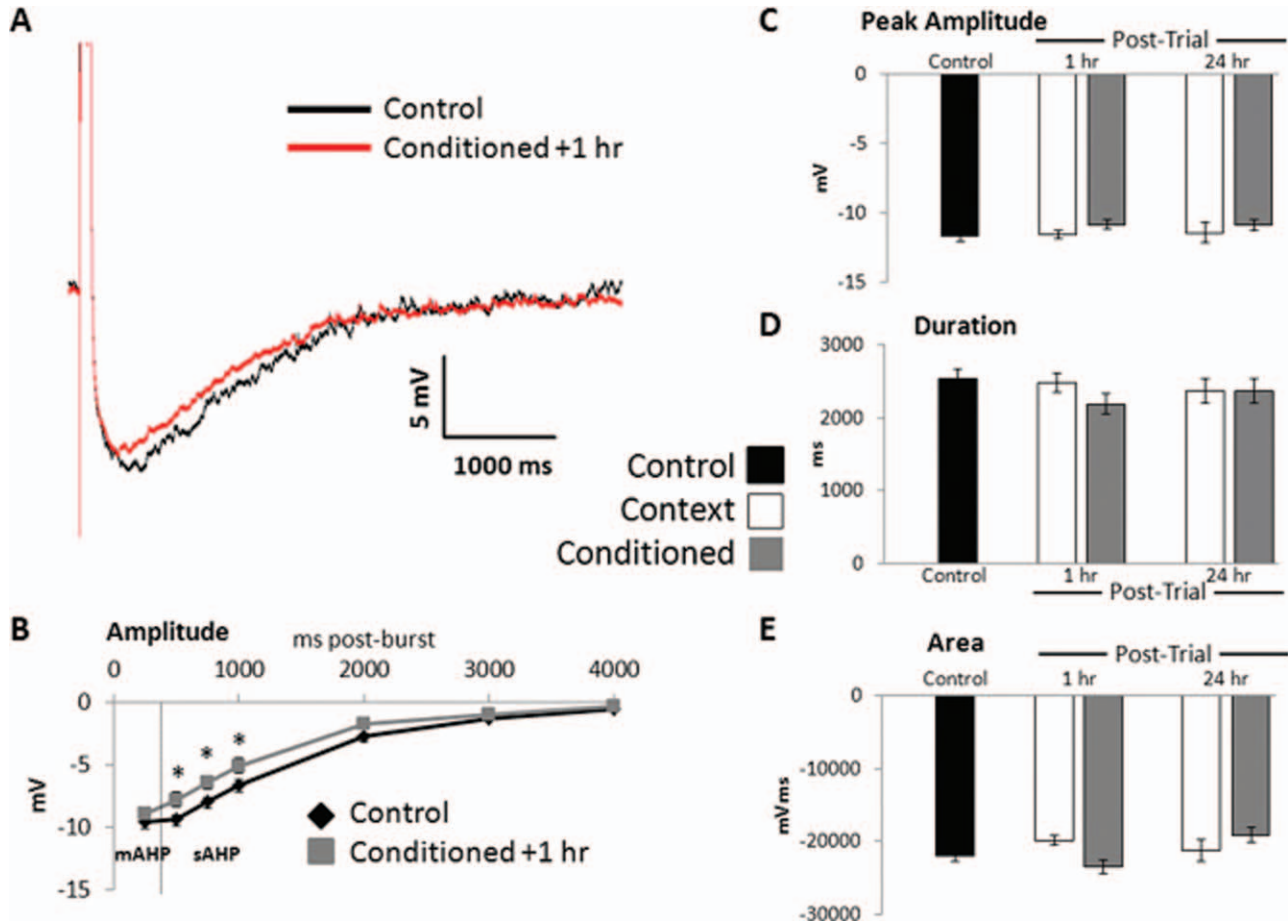 A
Control
Conditioned +1 hr
5 mV
1000 ms
Control
Context
Conditioned
B
Amplitude
ms post-burst
0 1000 2000 3000 4000
0
-5
-10
-15
mV
* * *
mAHP sAHP
Control
Conditioned +1 hr
C
Peak Amplitude
Post-Trial
Control 1 hr 24 hr
0
-5
-10
-15
mV
D
Duration
3000
2000
1000
0
ms
Control 1 hr 24 hr
Post-Trial
E
Area
Post-Trial
Control 1 hr 24 hr
0
-10000
-20000
-30000
mVms